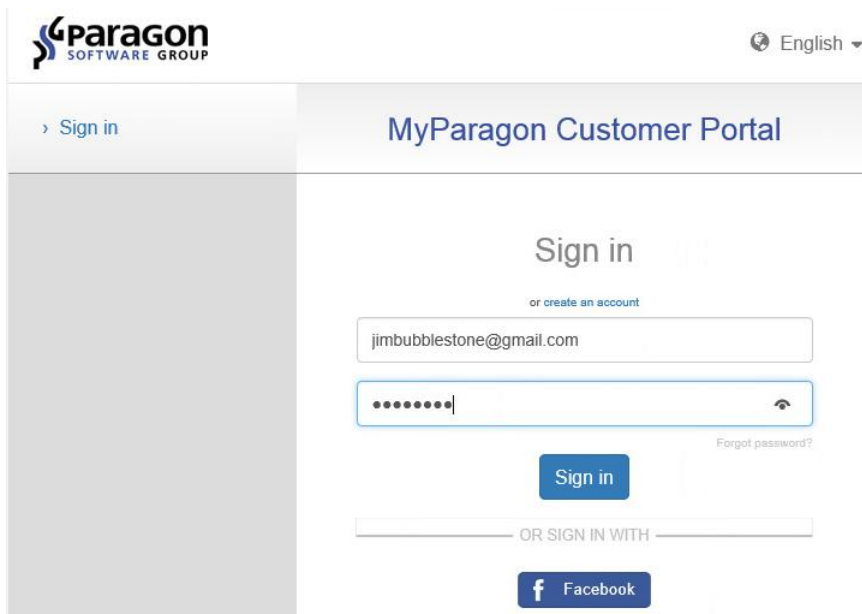 Paragon
SOFTWARE GROUP
English
› Sign in
MyParagon Customer Portal
Sign in
or create an account
jimbubblestone@gmail.com
••••••••
Forgot password?
Sign in
OR SIGN IN WITH
f Facebook